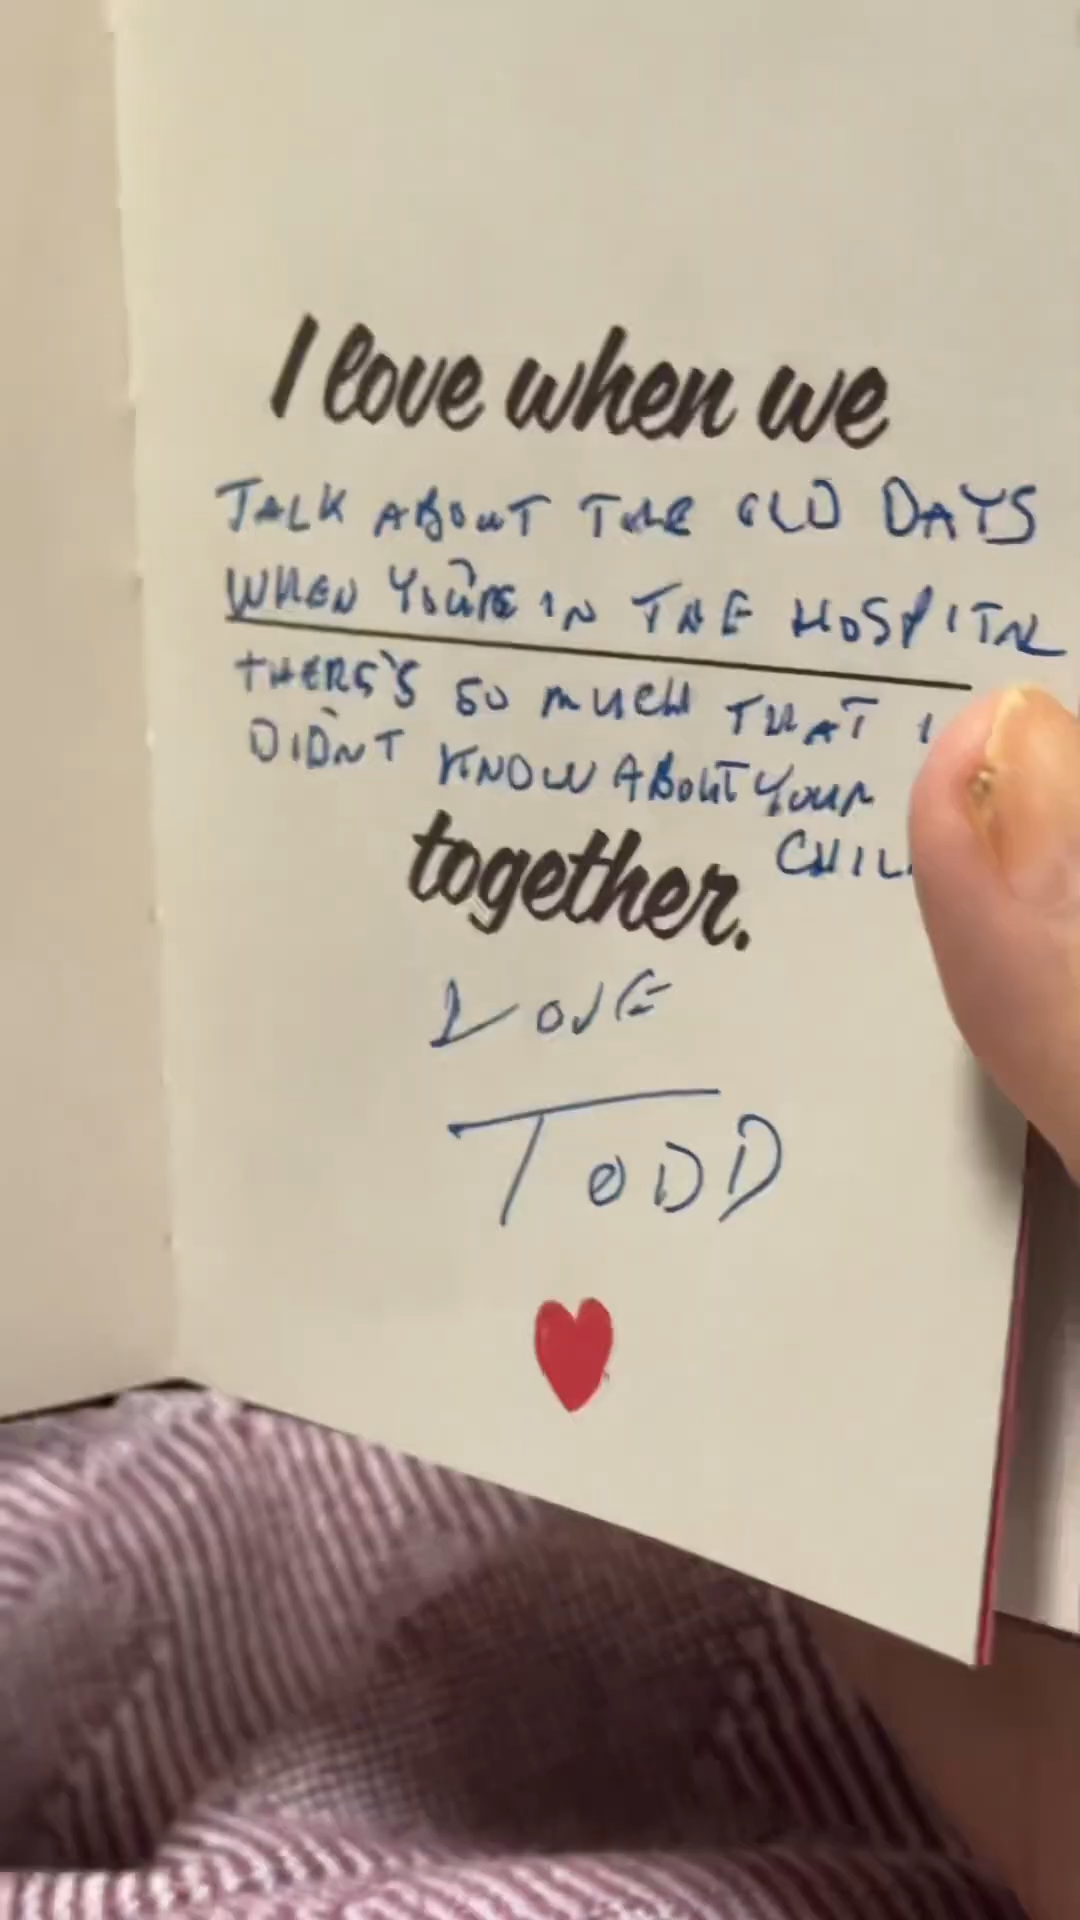 I love when we
TALK ABOUT THE OLD DAYS
WHEN YOU'RE IN THE HOSPITAL
THERE'S SO MUCH THAT I
DIDN'T KNOW ABOUT YOUR
CHIL
together.
LOVE
TODD